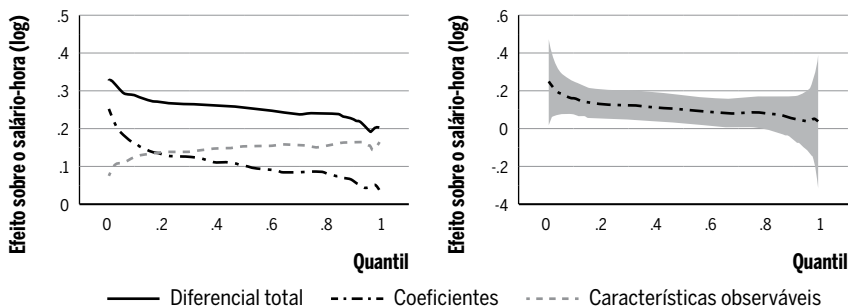 Efeito sobre o salário-hora (log)
.5
.4
.3
.2
.1
0
0 .2 .4 .6 .8 1
Quantil
Efeito sobre o salário-hora (log)
.6
.4
.2
0
-.2
-.4
0 .2 .4 .6 .8 1
Quantil
Diferencial total Coeficientes Características observáveis